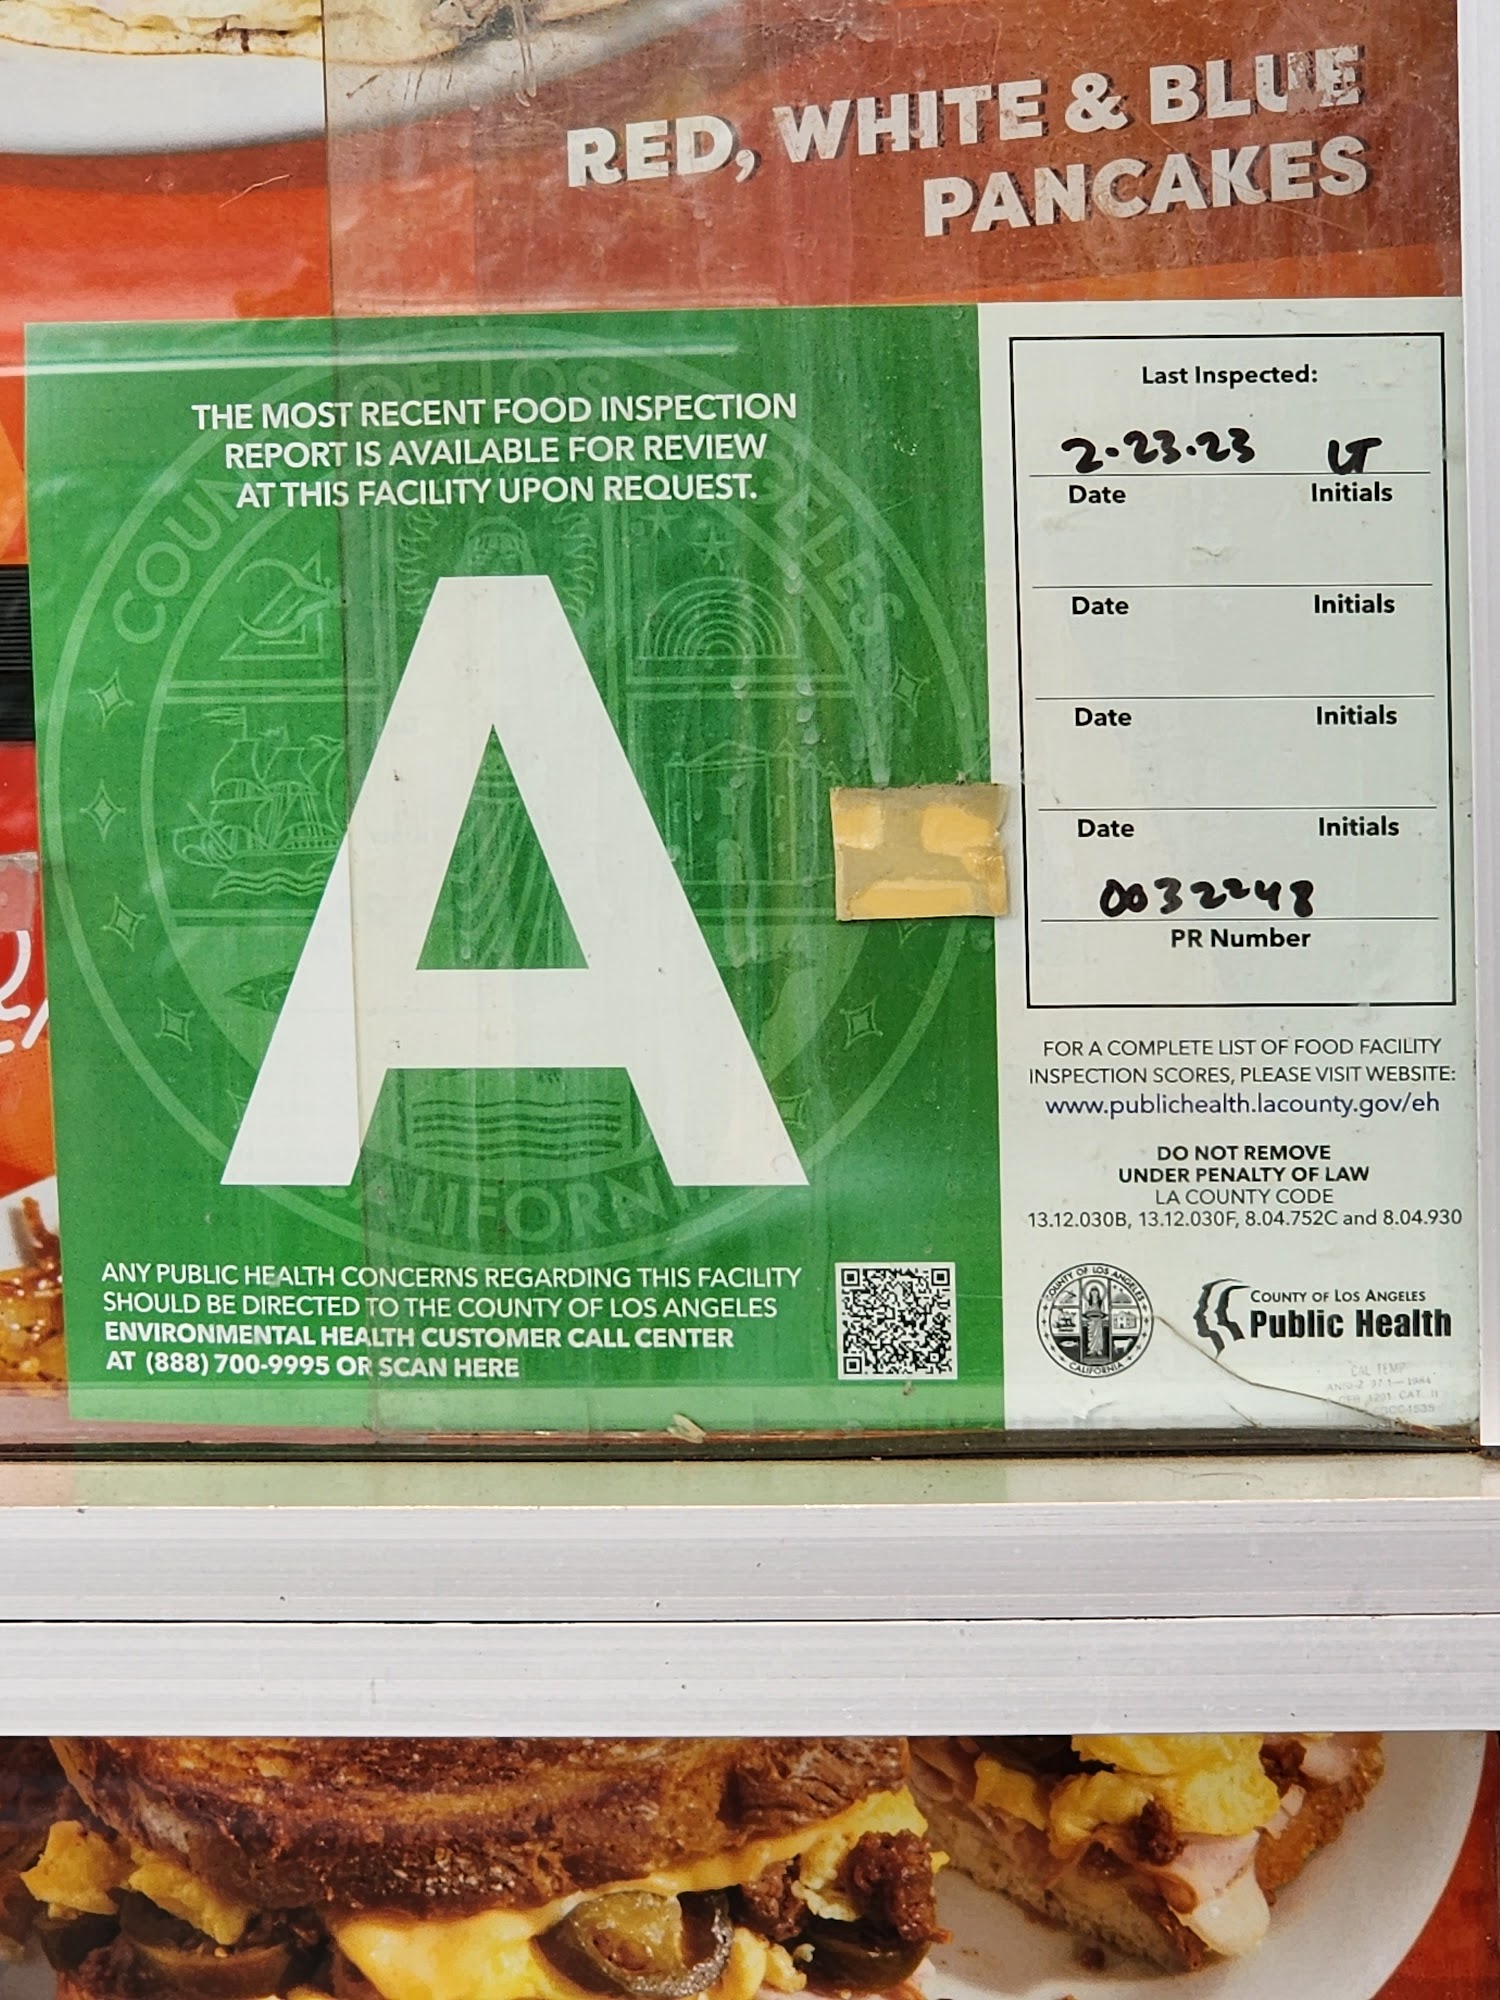 RED, WHITE & BLUE
PANCAKES
THE MOST RECENT FOOD INSPECTION
REPORT IS AVAILABLE FOR REVIEW
AT THIS FACILITY UPON REQUEST.
A
ANY PUBLIC HEALTH CONCERNS REGARDING THIS FACILITY
SHOULD BE DIRECTED TO THE COUNTY OF LOS ANGELES
ENVIRONMENTAL HEALTH CUSTOMER CALL CENTER
AT (888) 700-9995 OR SCAN HERE
Last Inspected:
2.23.23 LT
Date Initials
Date Initials
Date Initials
Date Initials
0032248
PR Number
FOR A COMPLETE LIST OF FOOD FACILITY
INSPECTION SCORES, PLEASE VISIT WEBSITE:
www.publichealth.lacounty.gov/eh
DO NOT REMOVE
UNDER PENALTY OF LAW
LA COUNTY CODE
13.12.030B, 13.12.030F, 8.04.752C and 8.04.930
COUNTY OF LOS ANGELES
CALIFORNIA
COUNTY OF LOS ANGELES
Public Health